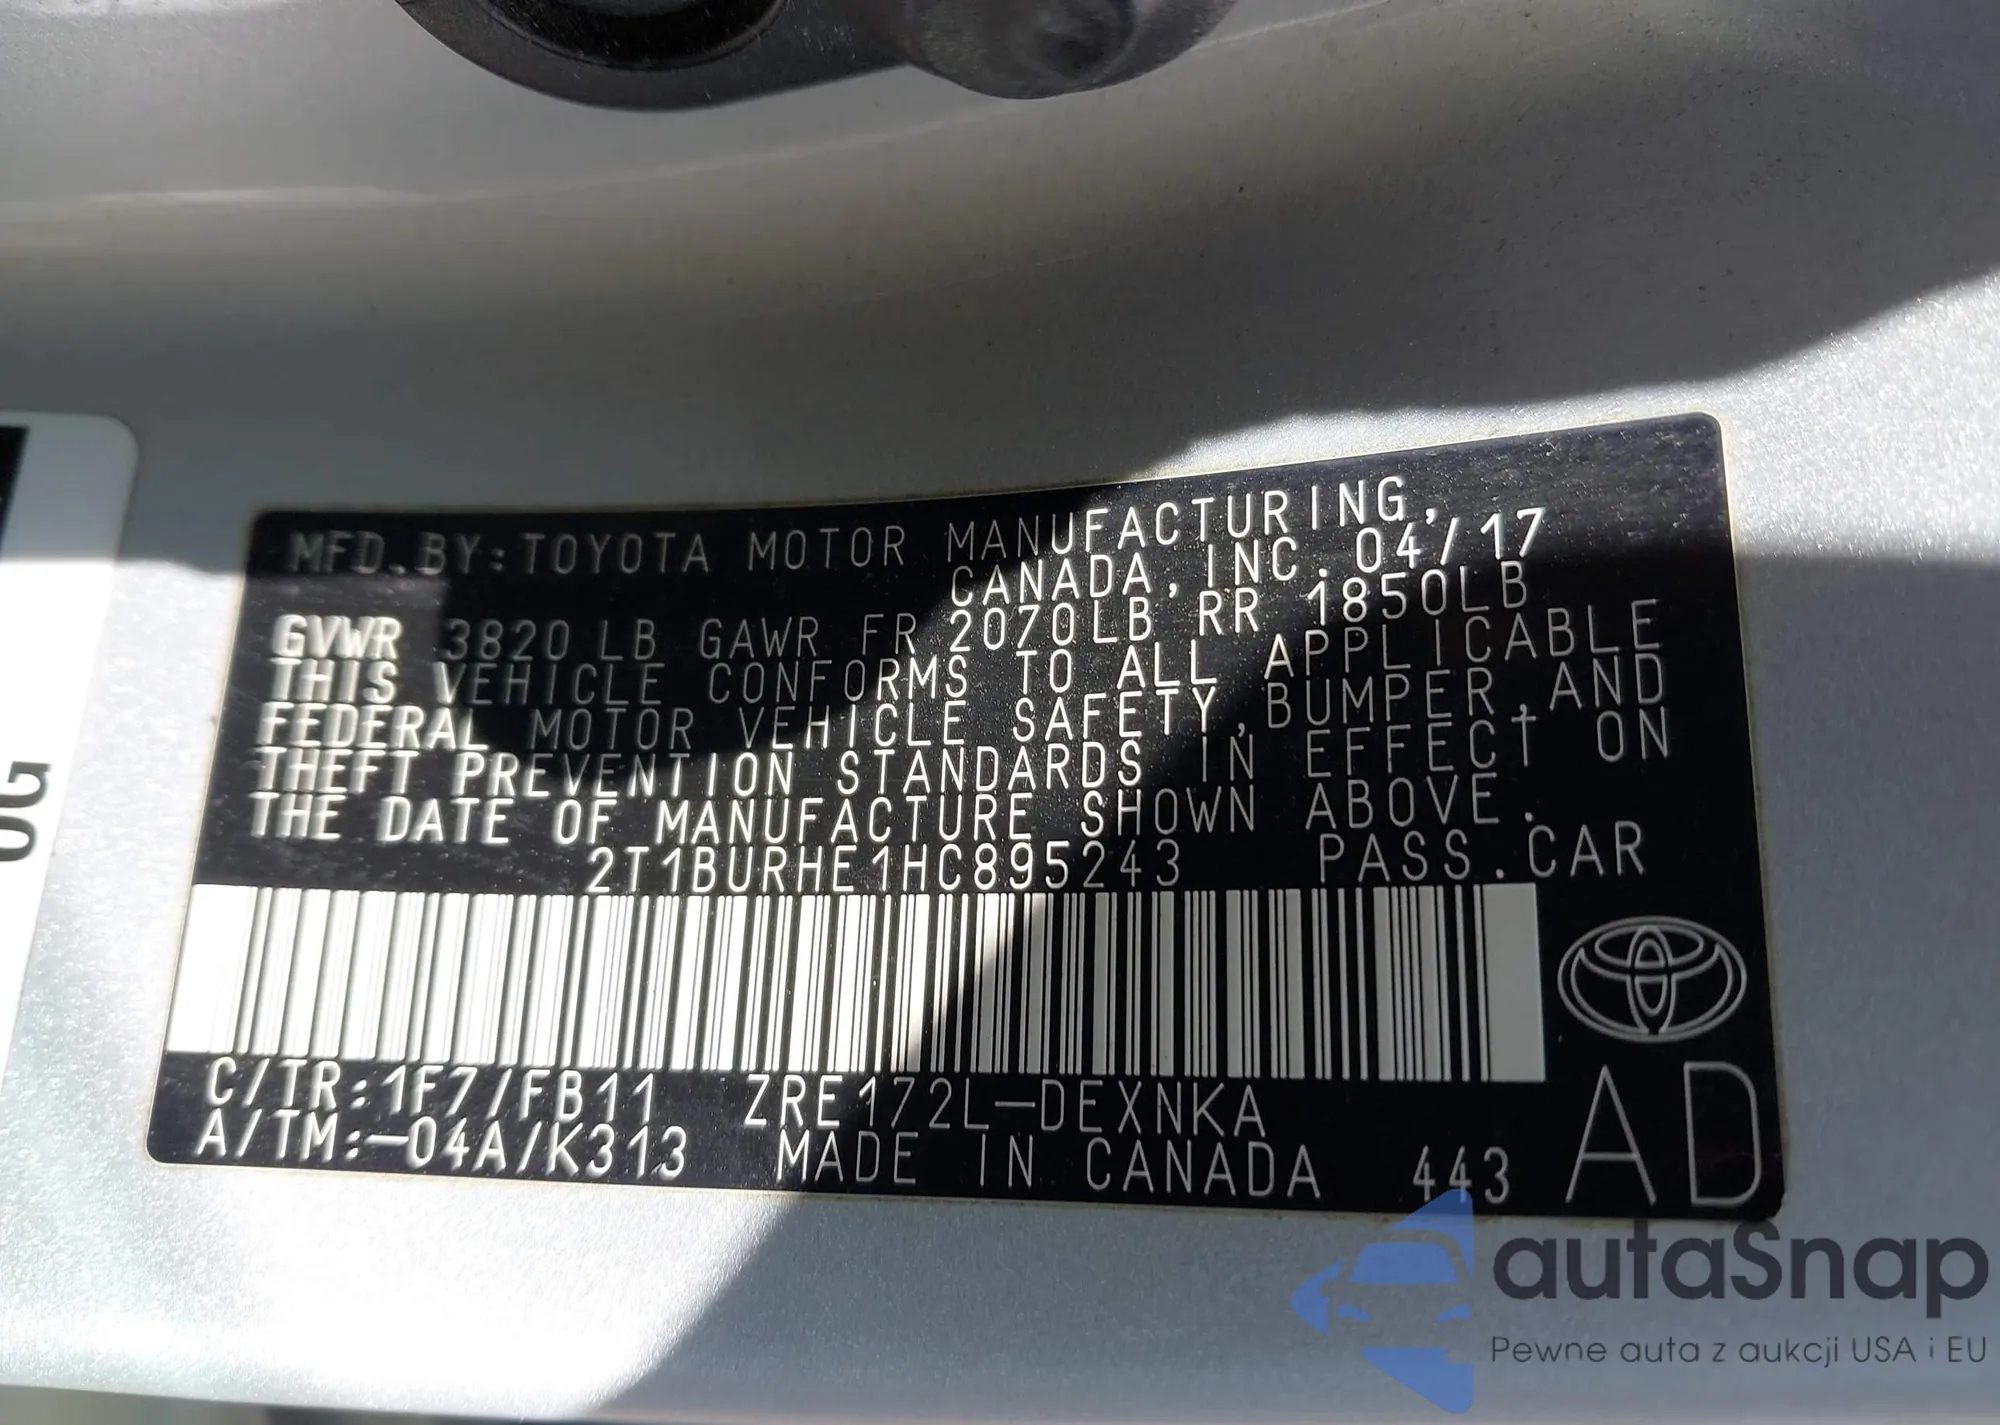 MFD.BY:TOYOTA MOTOR MANUFACTURING,
CANADA,INC. 04/17
GVWR 3820LB GAWR FR 2070LB RR 1850LB
THIS VEHICLE CONFORMS TO ALL APPLICABLE
FEDERAL MOTOR VEHICLE SAFETY,BUMPER,AND
THEFT PREVENTION STANDARDS IN EFFECT ON
THE DATE OF MANUFACTURE SHOWN ABOVE.
2T1BURHE1HC895243 PASS.CAR
C/TR:1F7/FB11 ZRE172L-DEXNKA
A/TM:-04A/K313 MADE IN CANADA 443
AD
OG
autaSnap
Pewne auta z aukcji USA i EU